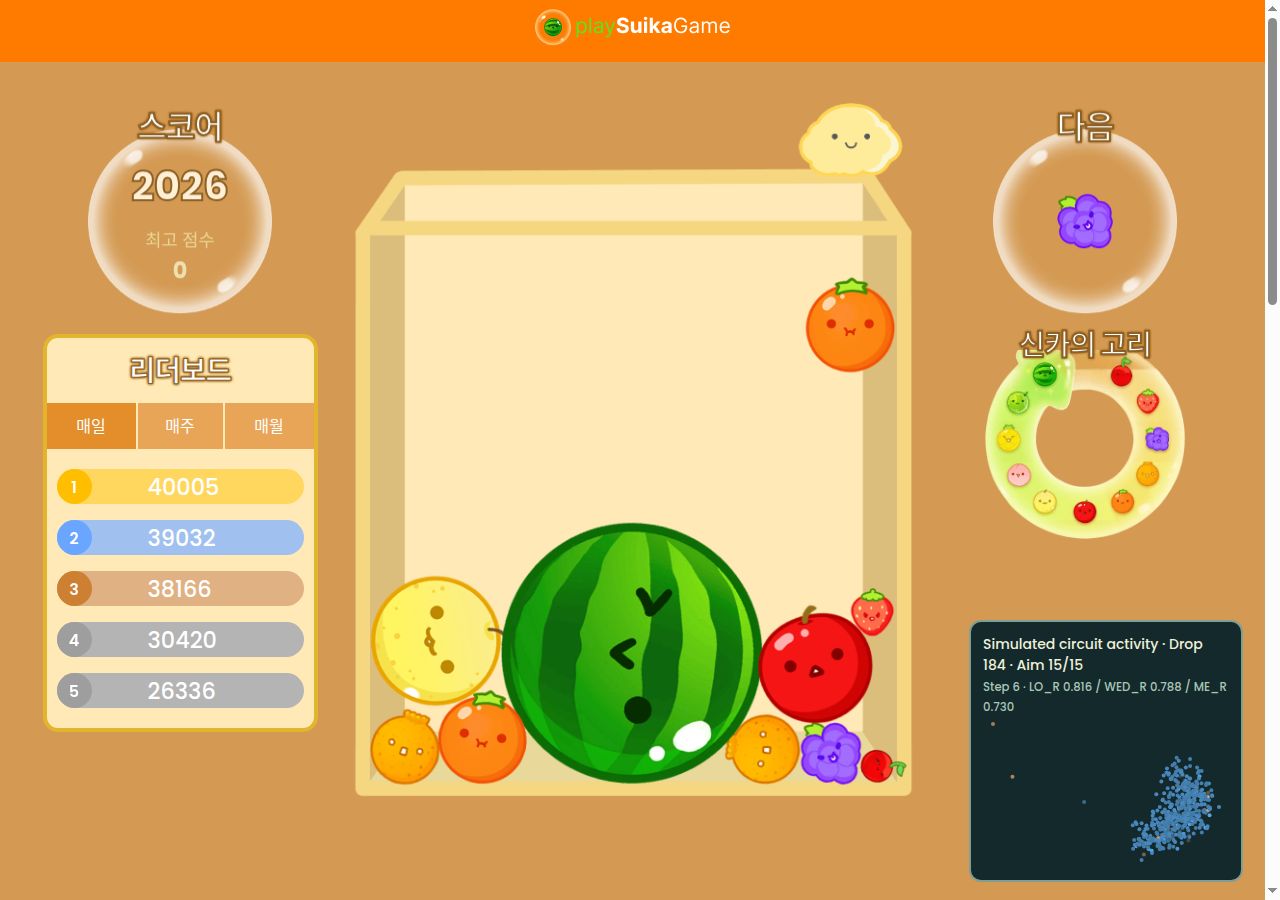 playSuikaGame
스코어
2026
최고 점수
0
리더보드
매일 매주 매월
1 40005
2 39032
3 38166
4 30420
5 26336
다음
신카의 고리
Simulated circuit activity · Drop
184 · Aim 15/15
Step 6 · LO_R 0.816 / WED_R 0.788 / ME_R
0.730